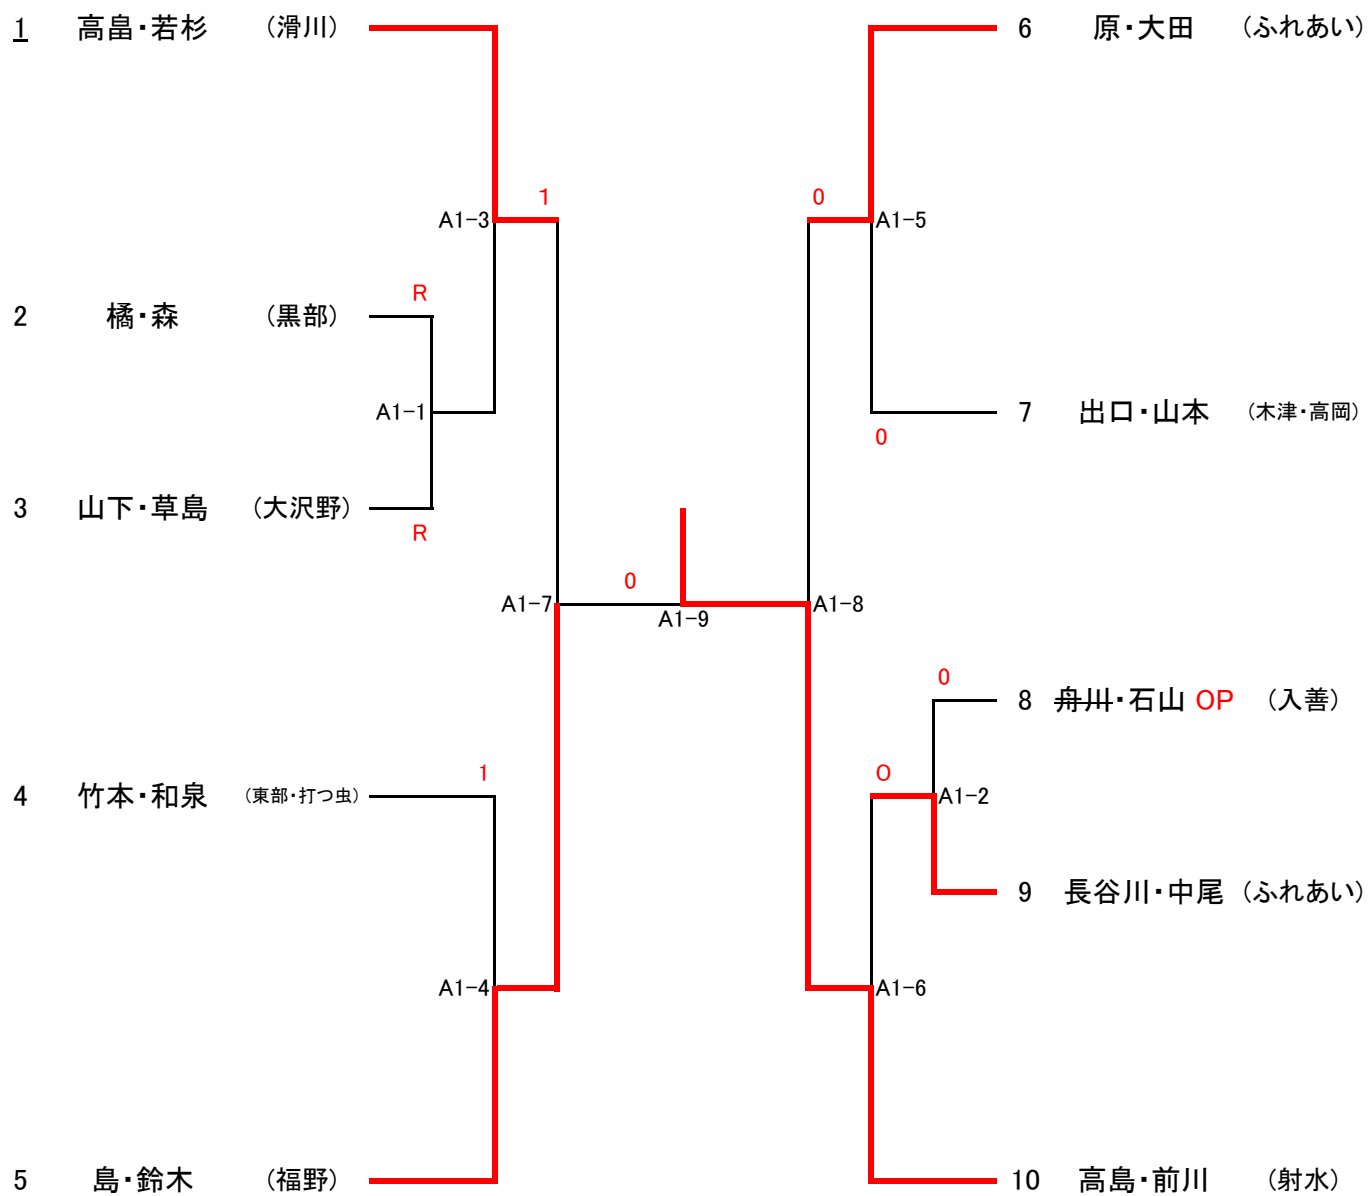 1 高畠・若杉 (滑川)
1
A1-3
R
2 橘・森 (黒部)
A1-1
3 山下・草島 (大沢野)
R
A1-7
0
A1-9
1
4 竹本・和泉 (東部・打つ虫)
A1-4
5 島・鈴木 (福野)
6 原・大田 (ふれあい)
0
A1-5
7 出口・山本 (木津・高岡)
0
A1-8
0
8 舟川・石山 OP (入善)
O
A1-2
9 長谷川・中尾 (ふれあい)
A1-6
10 高島・前川 (射水)